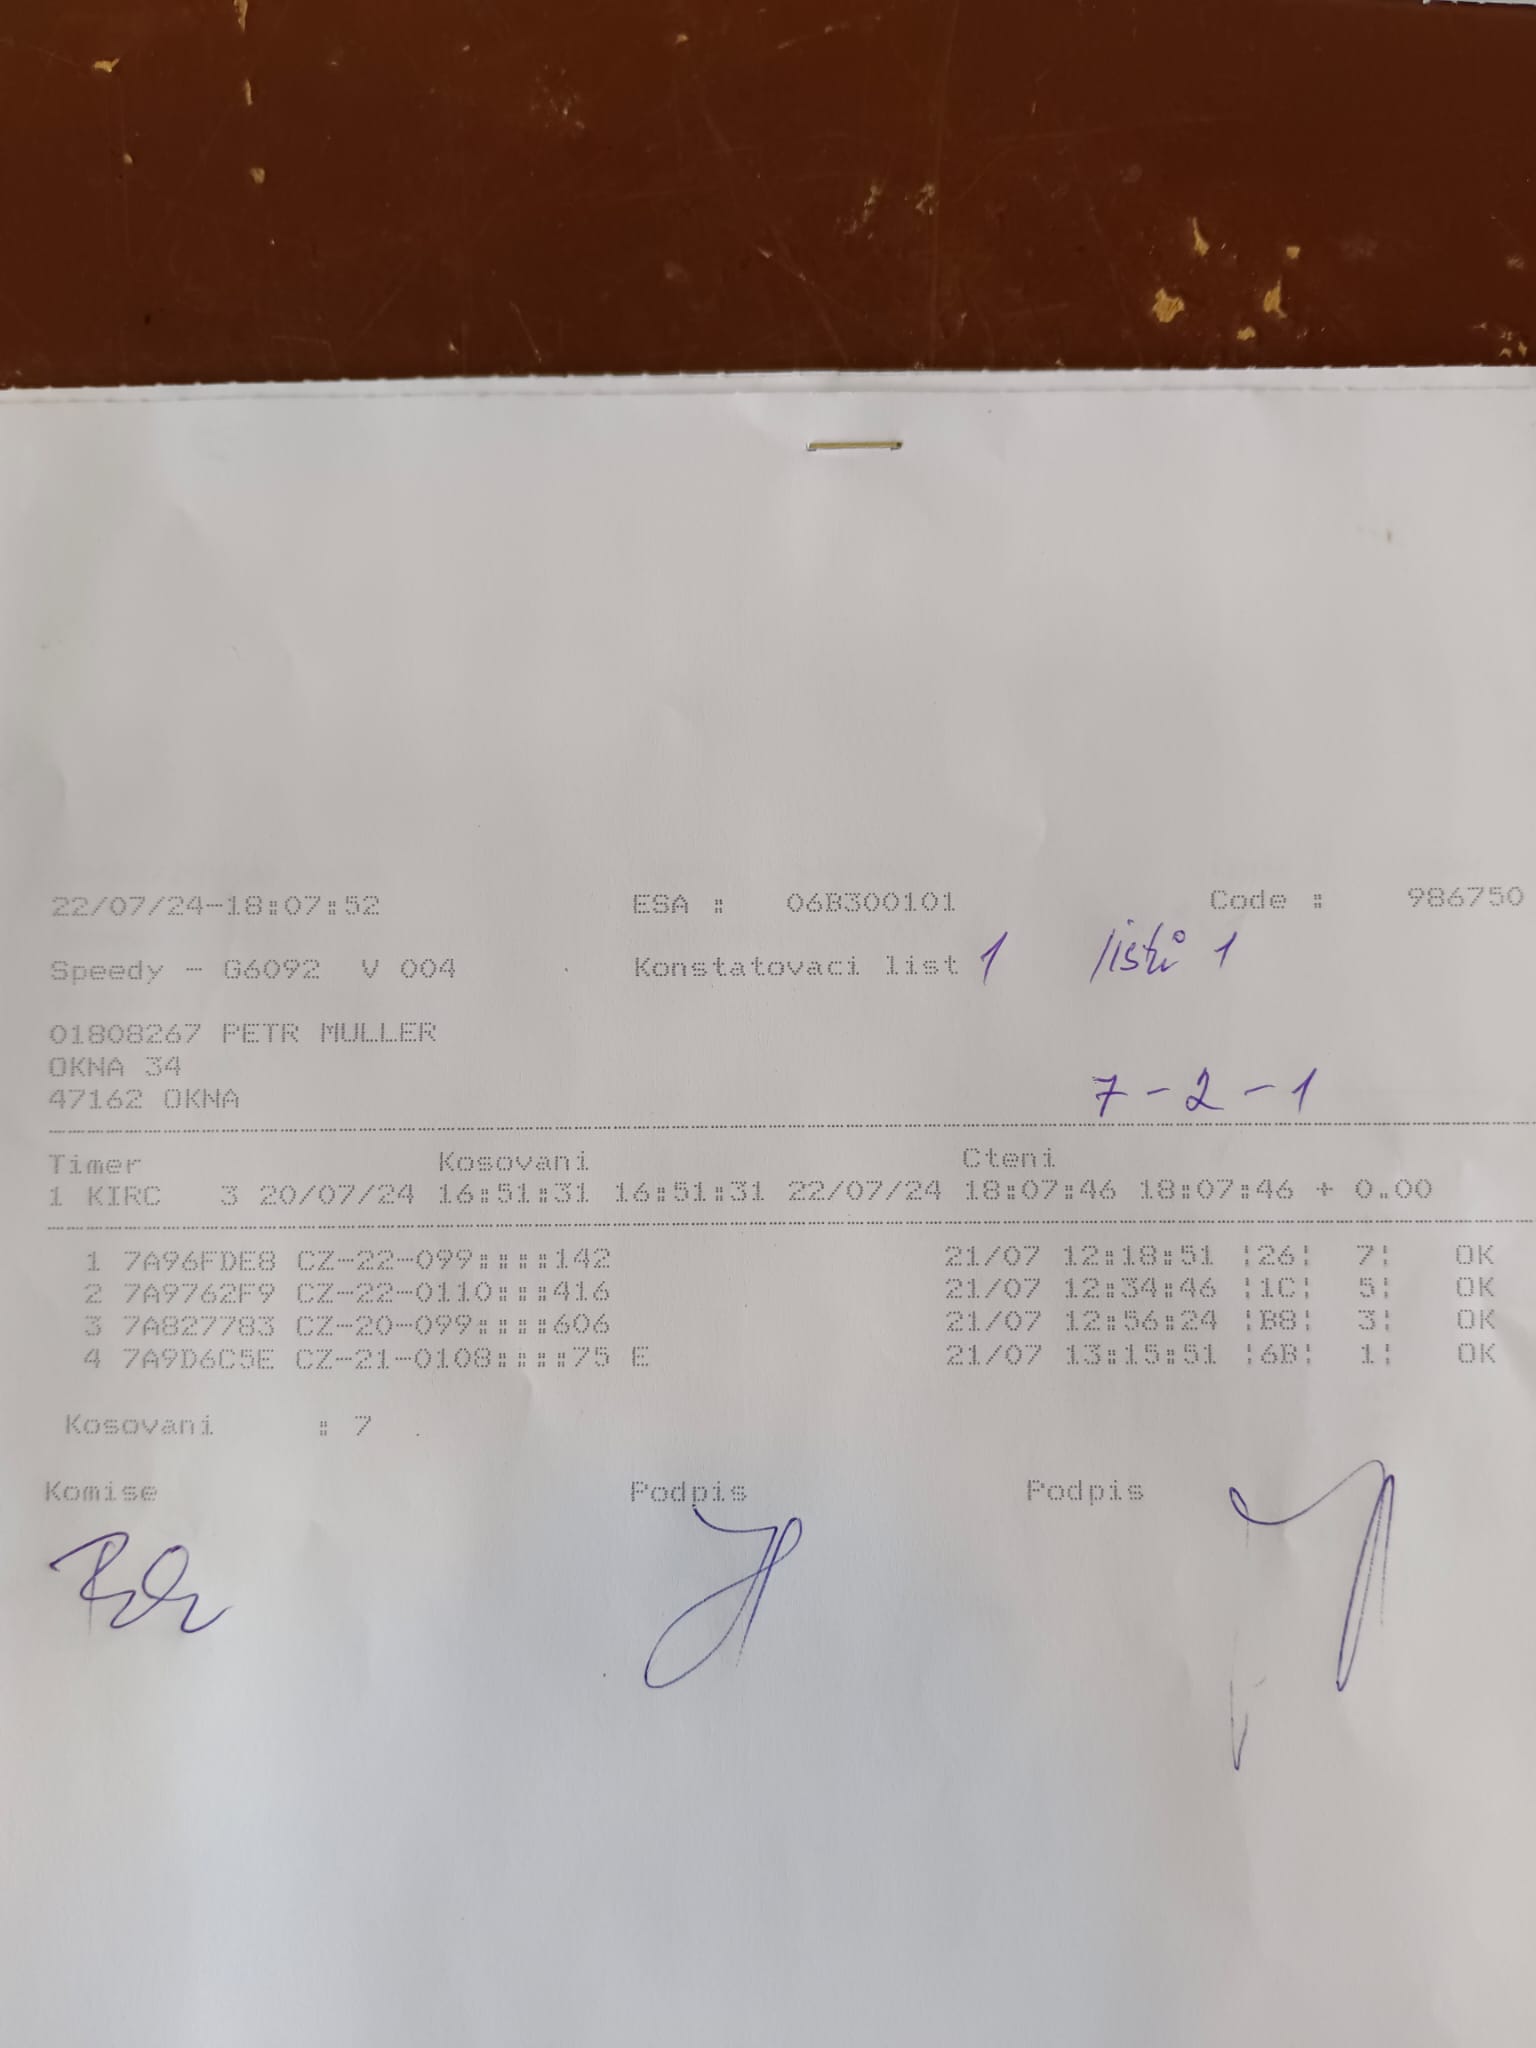 22/07/24-18:07:52 ESA : 06B300101 Code : 986750
Speedy - G6092 V 004 Konstatovaci list 1 listů 1
01808267 PETR MULLER
OKNA 34
47162 OKNA 7-2-1
Timer Kosovani Cteni
1 KIRC 3 20/07/24 16:51:31 16:51:31 22/07/24 18:07:46 18:07:46 + 0.00
1 7A96FDE8 CZ-22-099::::142 21/07 12:18:51 ¦26¦ 7¦ OK
2 7A9762F9 CZ-22-0110:::416 21/07 12:34:46 ¦1C¦ 5¦ OK
3 7A827783 CZ-20-099::::606 21/07 12:56:24 ¦B8¦ 3¦ OK
4 7A9D6C5E CZ-21-0108::::75 E 21/07 13:15:51 ¦6B¦ 1¦ OK
Kosovani : 7
Komise Podpis Podpis